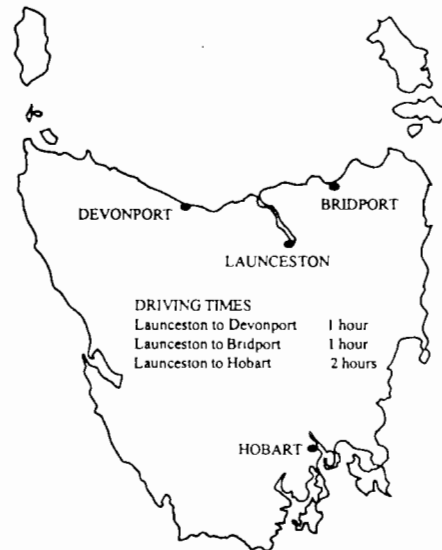 BRIDPORT
DEVONPORT
LAUNCESTON
DRIVING TIMES
Launceston to Devonport 1 hour
Launceston to Bridport 1 hour
Launceston to Hobart 2 hours
HOBART